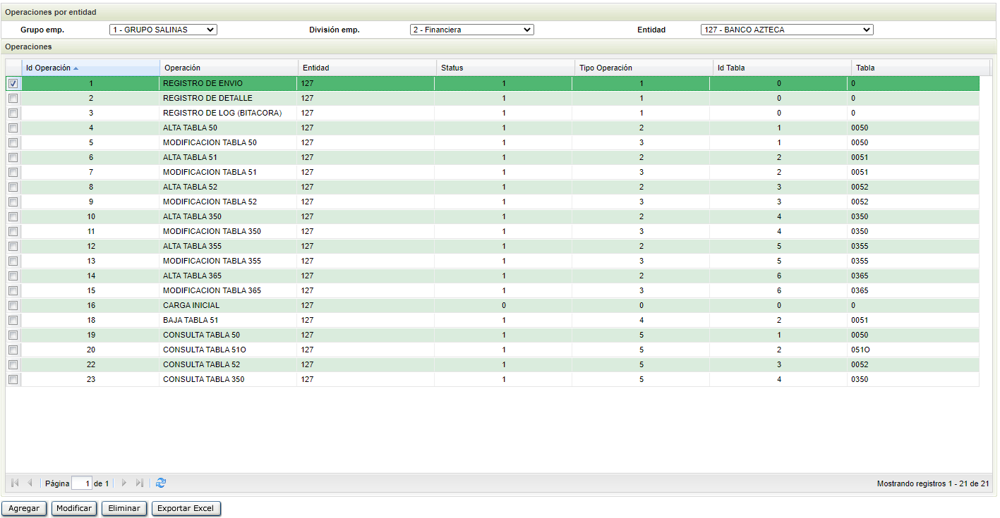 Operaciones por entidad
Grupo emp. 1 - GRUPO SALINAS División emp. 2 - Financiera Entidad 127 - BANCO AZTECA
Operaciones
Id Operación Operación Entidad Status Tipo Operación Id Tabla Tabla
1 REGISTRO DE ENVIO 127 1 1 0 0
2 REGISTRO DE DETALLE 127 1 1 0 0
3 REGISTRO DE LOG (BITACORA) 127 1 1 0 0
4 ALTA TABLA 50 127 1 2 1 0050
5 MODIFICACION TABLA 50 127 1 3 1 0050
6 ALTA TABLA 51 127 1 2 2 0051
7 MODIFICACION TABLA 51 127 1 3 2 0051
8 ALTA TABLA 52 127 1 2 3 0052
9 MODIFICACION TABLA 52 127 1 3 3 0052
10 ALTA TABLA 350 127 1 2 4 0350
11 MODIFICACION TABLA 350 127 1 3 4 0350
12 ALTA TABLA 355 127 1 2 5 0355
13 MODIFICACION TABLA 355 127 1 3 5 0355
14 ALTA TABLA 365 127 1 2 6 0365
15 MODIFICACION TABLA 365 127 1 3 6 0365
16 CARGA INICIAL 127 0 0 0 0
18 BAJA TABLA 51 127 1 4 2 0051
19 CONSULTA TABLA 50 127 1 5 1 0050
20 CONSULTA TABLA 51O 127 1 5 2 051O
22 CONSULTA TABLA 52 127 1 5 3 0052
23 CONSULTA TABLA 350 127 1 5 4 0350
Página 1 de 1 Mostrando registros 1 - 21 de 21
Agregar Modificar Eliminar Exportar Excel